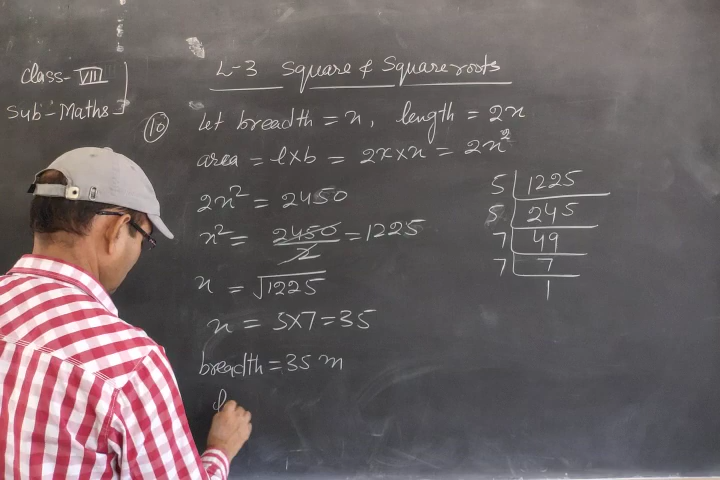 Class-VIII
Sub-Maths
L-3 Square & Square roots
(10) Let breadth = x, length = 2x
area = l×b = 2x×x = 2x²
2x² = 2450
x² = 2450/2 = 1225
x = √1225
x = 5×7=35
breadth = 35 m
l
5 1225
5 245
7 49
7 7
1